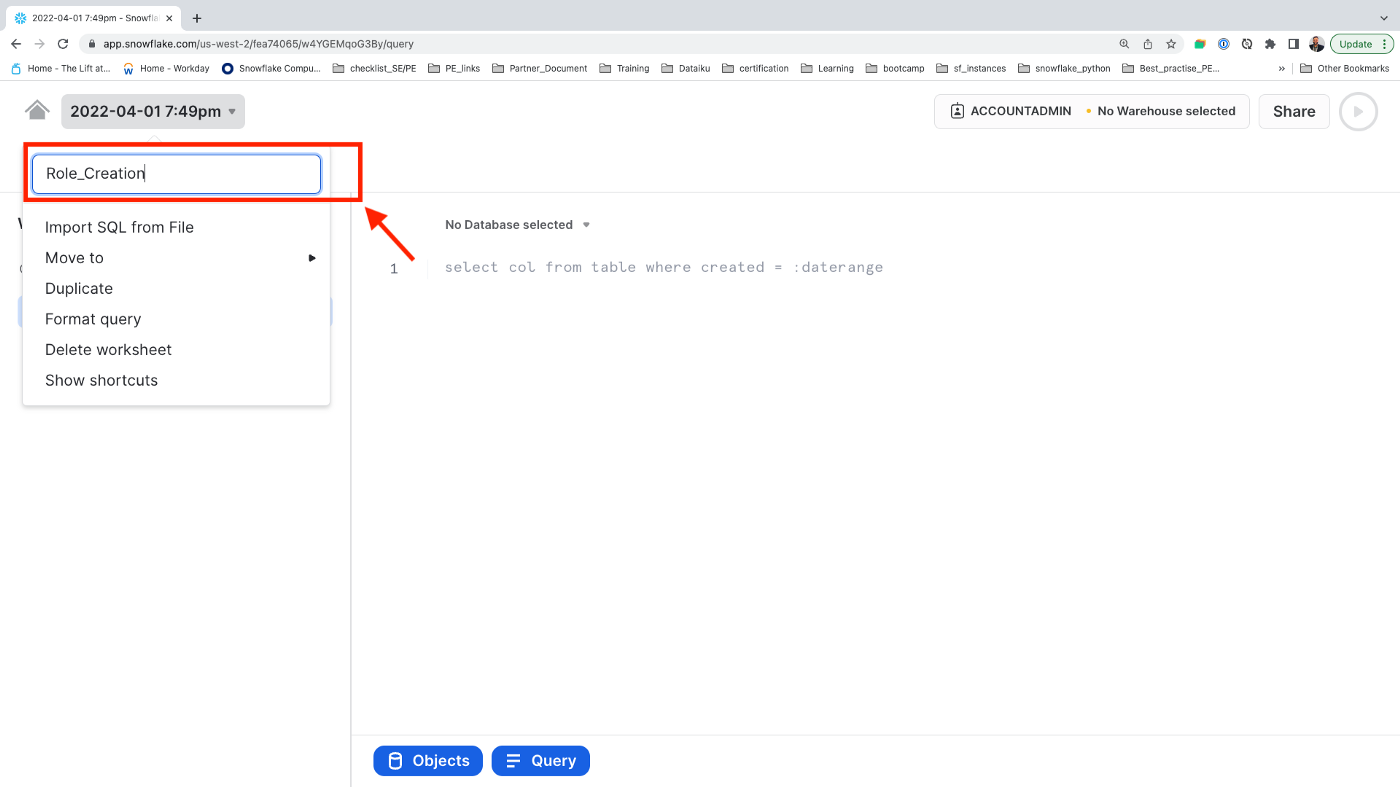 2022-04-01 7:49pm - Snowfla
app.snowflake.com/us-west-2/fea74065/w4YGEMqoG3By/query
Update
Home - The Lift at...
Home - Workday
Snowflake Compu...
checklist_SE/PE
PE_links
Partner_Document
Training
Dataiku
certification
Learning
bootcamp
sf_instances
snowflake_python
Best_practise_PE...
»
Other Bookmarks
2022-04-01 7:49pm
ACCOUNTADMIN
No Warehouse selected
Share
Role_Creation
Import SQL from File
Move to
Duplicate
Format query
Delete worksheet
Show shortcuts
No Database selected
1
select col from table where created = :daterange
Objects
Query